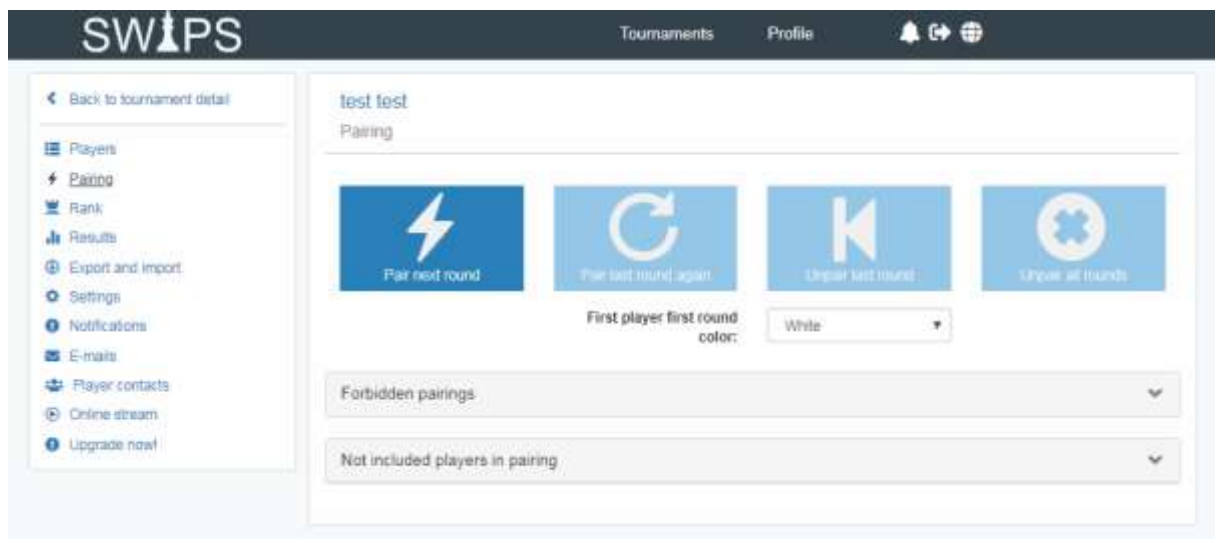 SWIPS
Tournaments Profile
Back to tournament detail
Players
Pairing
Rank
Results
Export and import
Settings
Notifications
E-mails
Player contacts
Online stream
Upgrade now!
test test
Pairing
Pair next round
Pair last round again
Unpair last round
Unpair all rounds
First player first round
color:
White
Forbidden pairings
Not included players in pairing